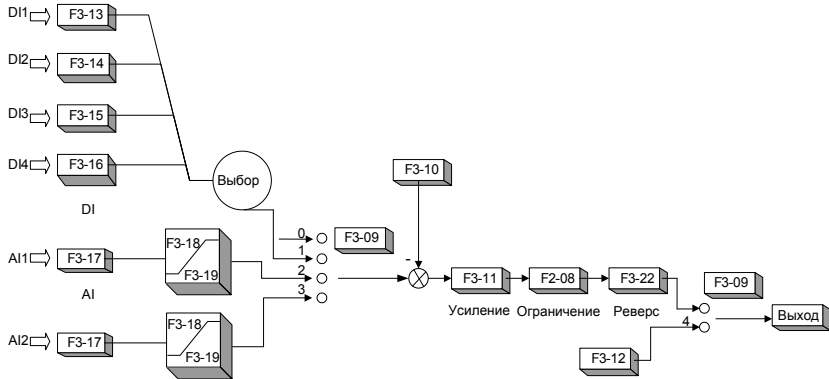 DI1 F3-13
DI2 F3-14
DI3 F3-15
DI4 F3-16
DI
Выбор
F3-10
AI1 F3-17
F3-18
F3-19
AI
AI2 F3-17
F3-18
F3-19
0
1
2
3
F3-09
-
F3-11
Усиление
F2-08
Ограничение
F3-22
Реверс
F3-09
4
F3-12
Выход